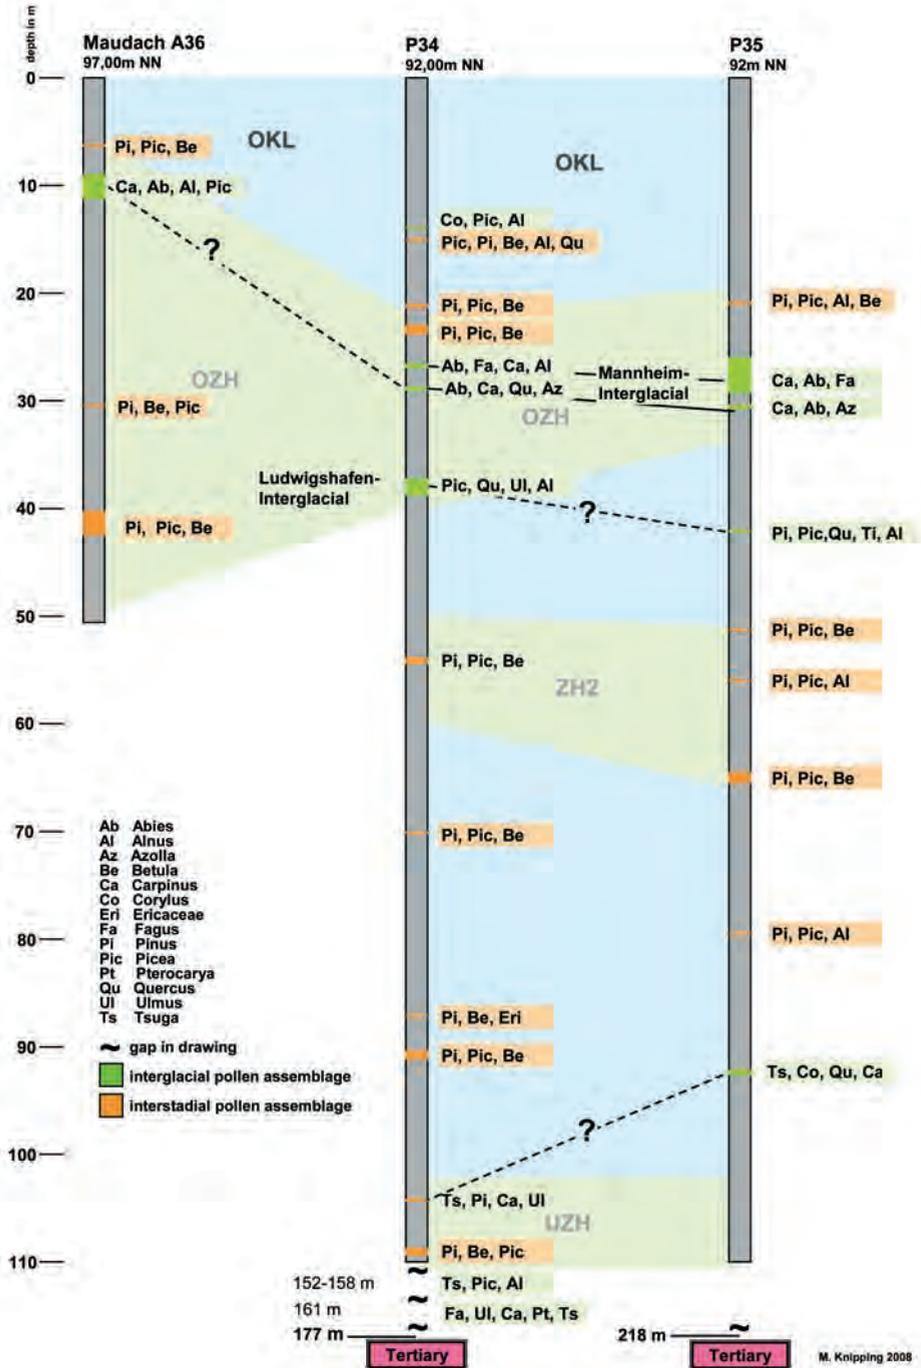 depth in m
Maudach A36
97,00m NN
P34
92,00m NN
P35
92m NN
0
OKL
OKL
Pi, Pic, Be
10
Ca, Ab, Al, Pic
Co, Pic, Al
Pic, Pi, Be, Al, Qu
?
20
Pi, Pic, Be
Pi, Pic, Al, Be
Pi, Pic, Be
Ab, Fa, Ca, Al
Mannheim-
Interglacial
Ca, Ab, Fa
OZH
Ab, Ca, Qu, Az
30
Pi, Be, Pic
OZH
Ca, Ab, Az
Ludwigshafen-
Interglacial
Pic, Qu, Ul, Al
40
?
Pi, Pic, Be
Pi, Pic,Qu, Ti, Al
50
Pi, Pic, Be
Pi, Pic, Be
ZH2
Pi, Pic, Al
60
Pi, Pic, Be
70
Pi, Pic, Be
Ab Abies
Al Alnus
Az Azolla
Be Betula
Ca Carpinus
Co Corylus
Eri Ericaceae
Fa Fagus
Pi Pinus
Pic Picea
Pt Pterocarya
Qu Quercus
Ul Ulmus
Ts Tsuga
~ gap in drawing
interglacial pollen assemblage
interstadial pollen assemblage
80
Pi, Pic, Al
Pi, Be, Eri
90
Pi, Pic, Be
Ts, Co, Qu, Ca
100
?
Ts, Pi, Ca, Ul
UZH
110
Pi, Be, Pic
152-158 m
Ts, Pic, Al
161 m
Fa, Ul, Ca, Pt, Ts
177 m
218 m
Tertiary
Tertiary
M. Knipping 2008